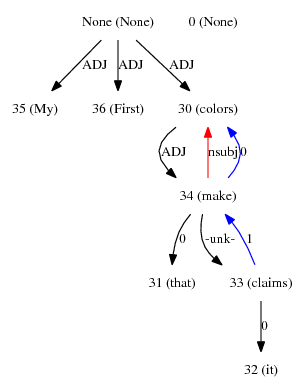 None (None) 0 (None)
ADJ ADJ ADJ
35 (My) 36 (First) 30 (colors)
ADJ nsubj 0
34 (make)
0 -unk- 1
31 (that) 33 (claims)
0
32 (it)